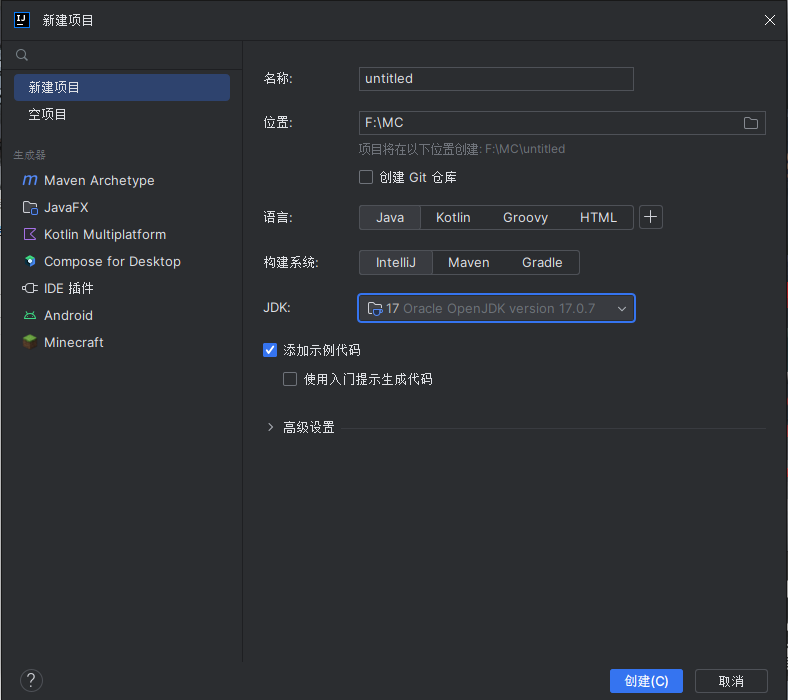 新建项目
新建项目
空项目
生成器
Maven Archetype
JavaFX
Kotlin Multiplatform
Compose for Desktop
IDE 插件
Android
Minecraft
名称: untitled
位置: F:\MC
项目将在以下位置创建: F:\MC\untitled
创建 Git 仓库
语言: Java Kotlin Groovy HTML +
构建系统: IntelliJ Maven Gradle
JDK: 17 Oracle OpenJDK version 17.0.7
添加示例代码
使用入门提示生成代码
高级设置
? 创建(C) 取消